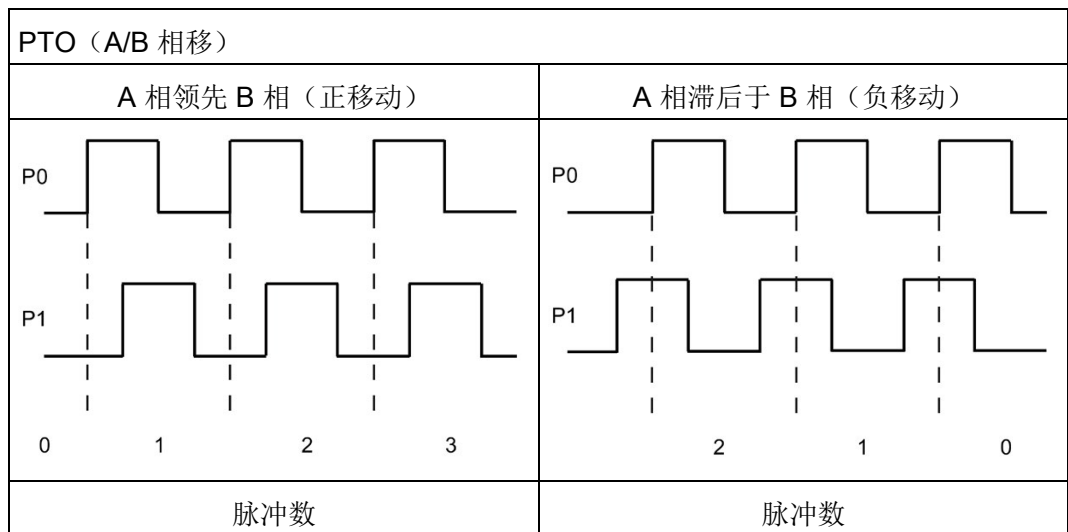 PTO（A/B 相移）
A 相领先 B 相（正移动）
A 相滞后于 B 相（负移动）
P0
P1
0 1 2 3
P0
P1
2 1 0
脉冲数
脉冲数